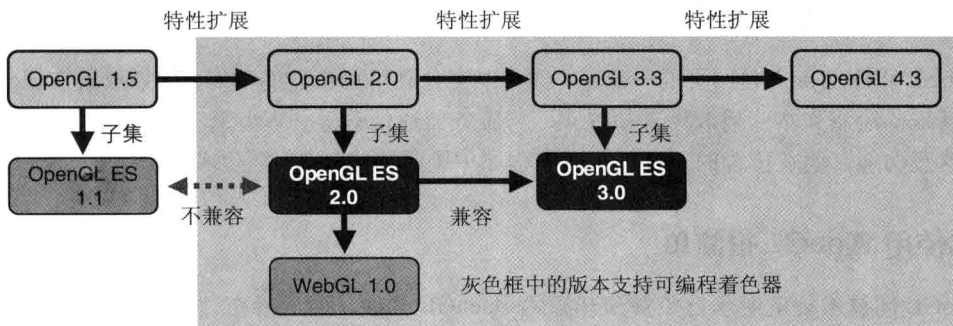 特性扩展 特性扩展 特性扩展
OpenGL 1.5 OpenGL 2.0 OpenGL 3.3 OpenGL 4.3
子集 子集 子集
OpenGL ES
1.1
OpenGL ES
2.0
OpenGL ES
3.0
不兼容 兼容
WebGL 1.0 灰色框中的版本支持可编程着色器